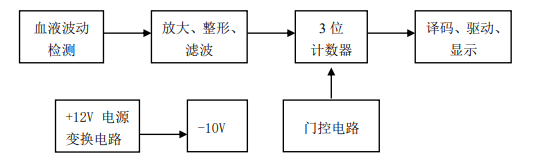 血液波动
检测
放大、整形、
滤波
3 位
计数器
译码、驱动、
显示
+12V 电源
变换电路
-10V
门控电路